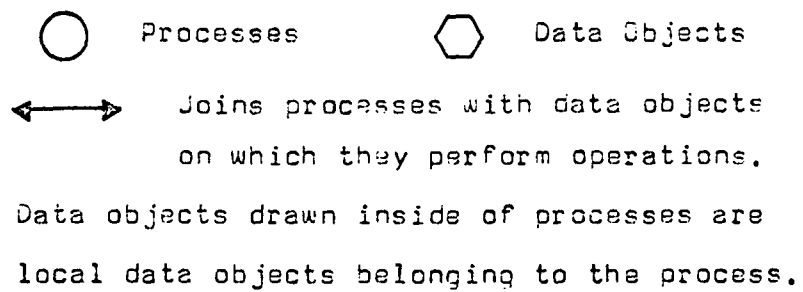 Processes Data Objects
Joins processes with data objects
on which they perform operations.
Data objects drawn inside of processes are
local data objects belonging to the process.